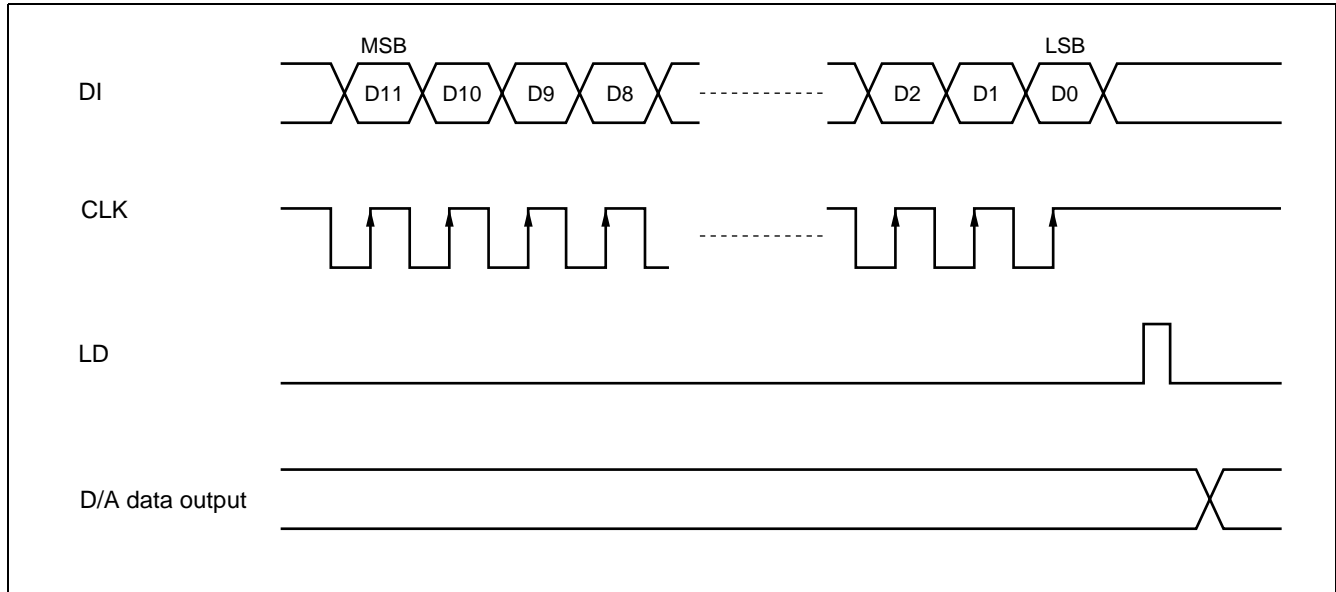 MSB
LSB
DI
D11
D10
D9
D8
D2
D1
D0
CLK
LD
D/A data output